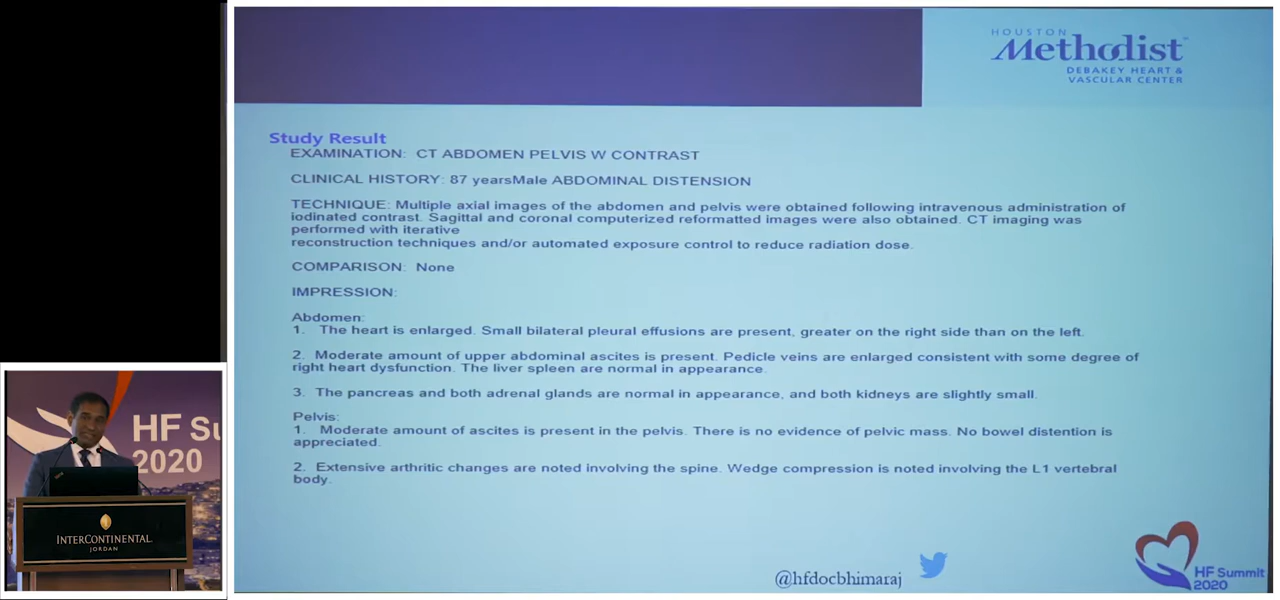 HOUSTON
Methodist
DEBAKEY HEART &
VASCULAR CENTER
Study Result
EXAMINATION: CT ABDOMEN PELVIS W CONTRAST
CLINICAL HISTORY: 87 yearsMale ABDOMINAL DISTENSION
TECHNIQUE: Multiple axial images of the abdomen and pelvis were obtained following intravenous administration of
iodinated contrast. Sagittal and coronal computerized reformatted images were also obtained. CT imaging was
performed with iterative
reconstruction techniques and/or automated exposure control to reduce radiation dose.
COMPARISON: None
IMPRESSION:
Abdomen:
1. The heart is enlarged. Small bilateral pleural effusions are present, greater on the right side than on the left.
2. Moderate amount of upper abdominal ascites is present. Pedicle veins are enlarged consistent with some degree of
right heart dysfunction. The liver spleen are normal in appearance.
3. The pancreas and both adrenal glands are normal in appearance, and both kidneys are slightly small.
Pelvis:
1. Moderate amount of ascites is present in the pelvis. There is no evidence of pelvic mass. No bowel distention is
appreciated.
2. Extensive arthritic changes are noted involving the spine. Wedge compression is noted involving the L1 vertebral
body.
@hfdocbhimaraj
HF Summit
2020
HF Su
2020
INTERCONTINENTAL
JORDAN